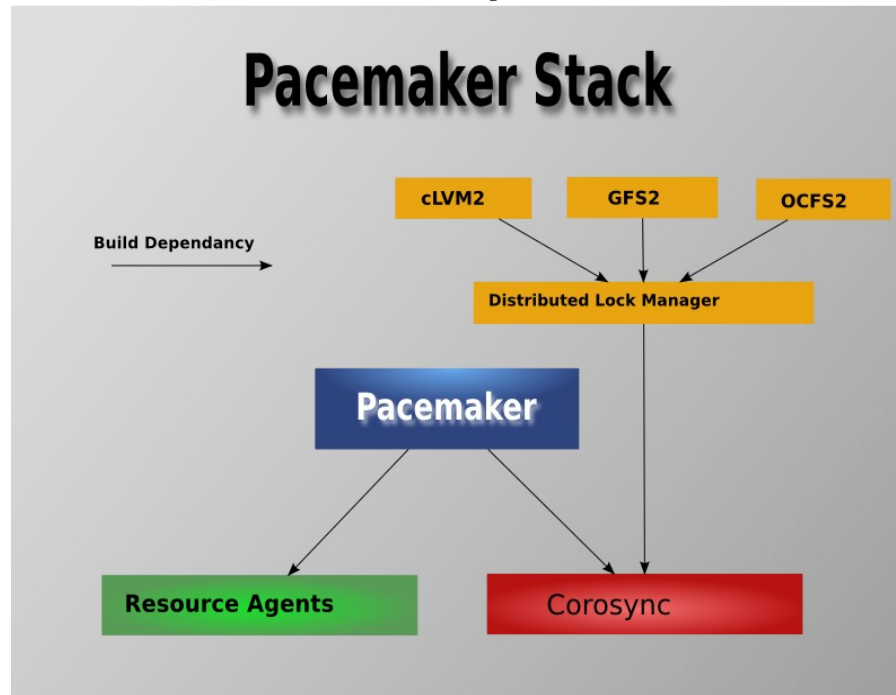 Pacemaker Stack
cLVM2
GFS2
OCFS2
Build Dependancy
Distributed Lock Manager
Pacemaker
Resource Agents
Corosync